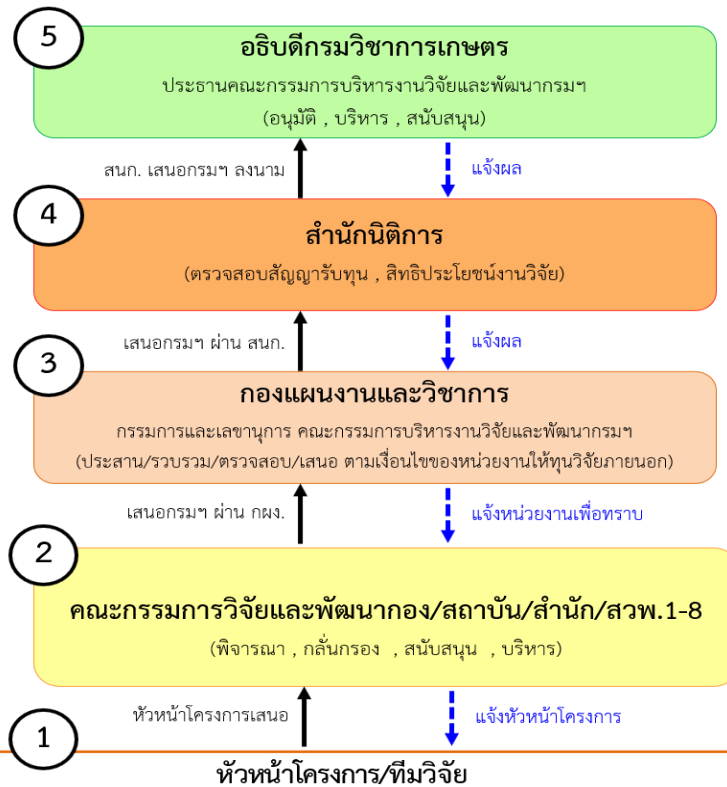 5
อธิบดีกรมวิชาการเกษตร
ประธานคณะกรรมการบริหารงานวิจัยและพัฒนากรมฯ
(อนุมัติ , บริหาร , สนับสนุน)
สนก. เสนอกรมฯ ลงนาม
แจ้งผล
4
สำนักนิติการ
(ตรวจสอบสัญญารับทุน , สิทธิประโยชน์งานวิจัย)
เสนอกรมฯ ผ่าน สนก.
แจ้งผล
3
กองแผนงานและวิชาการ
กรรมการและเลขานุการ คณะกรรมการบริหารงานวิจัยและพัฒนากรมฯ
(ประสาน/รวบรวม/ตรวจสอบ/เสนอ ตามเงื่อนไขของหน่วยงานให้ทุนวิจัยภายนอก)
เสนอกรมฯ ผ่าน กผง.
แจ้งหน่วยงานเพื่อทราบ
2
คณะกรรมการวิจัยและพัฒนากอง/สถาบัน/สำนัก/สวพ.1-8
(พิจารณา , กลั่นกรอง , สนับสนุน , บริหาร)
หัวหน้าโครงการเสนอ
แจ้งหัวหน้าโครงการ
1
หัวหน้าโครงการ/ทีมวิจัย